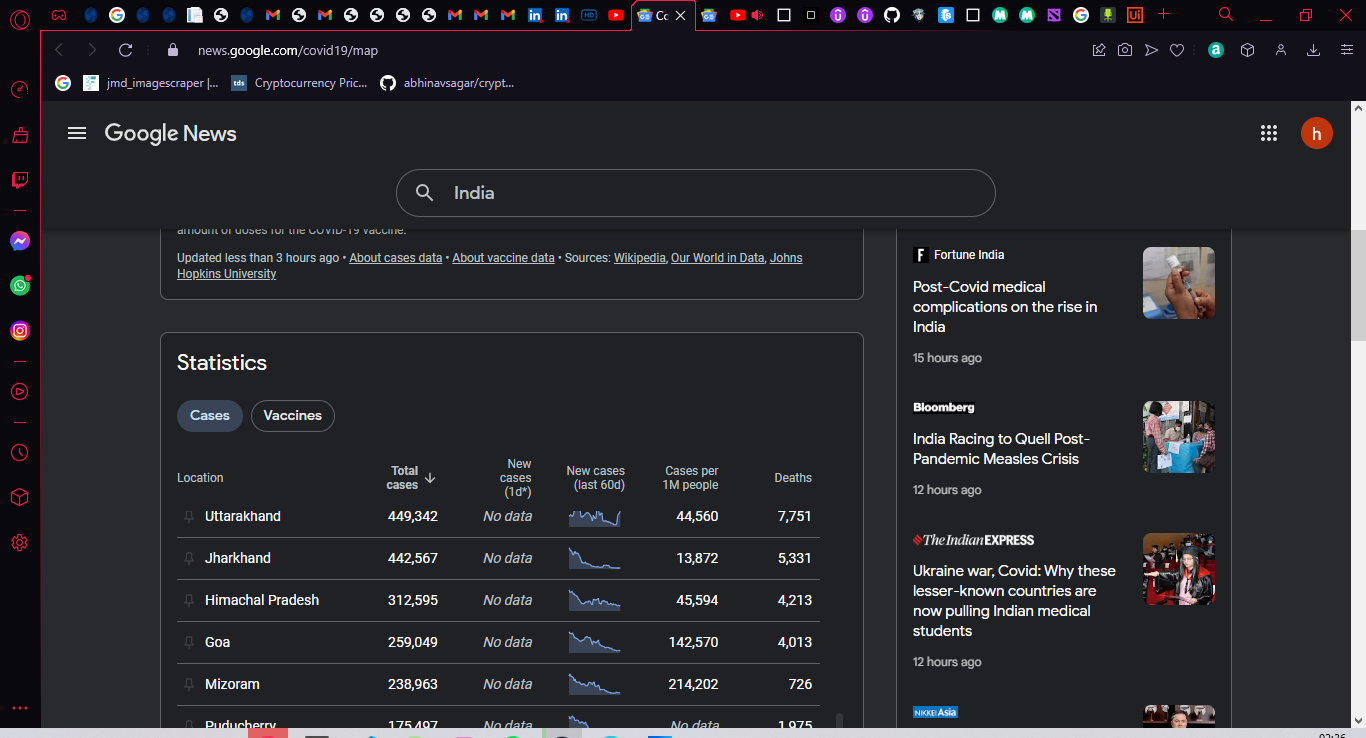 news.google.com/covid19/map
jmd_imagescraper |...
tds
Cryptocurrency Pric...
abhinavsagar/crypt...
Google News
h
India
amount of doses for the COVID-19 vaccine.
Updated less than 3 hours ago • About cases data • About vaccine data • Sources: Wikipedia, Our World in Data, Johns
Hopkins University
Statistics
Cases Vaccines
Location Total cases New cases (1d*) New cases (last 60d) Cases per 1M people Deaths
Uttarakhand 449,342 No data 44,560 7,751
Jharkhand 442,567 No data 13,872 5,331
Himachal Pradesh 312,595 No data 45,594 4,213
Goa 259,049 No data 142,570 4,013
Mizoram 238,963 No data 214,202 726
Puducherry 175,497 No data No data 1,975
Fortune India
Post-Covid medical
complications on the rise in
India
15 hours ago
Bloomberg
India Racing to Quell Post-
Pandemic Measles Crisis
12 hours ago
The Indian EXPRESS
Ukraine war, Covid: Why these
lesser-known countries are
now pulling Indian medical
students
12 hours ago
NIKKEI Asia